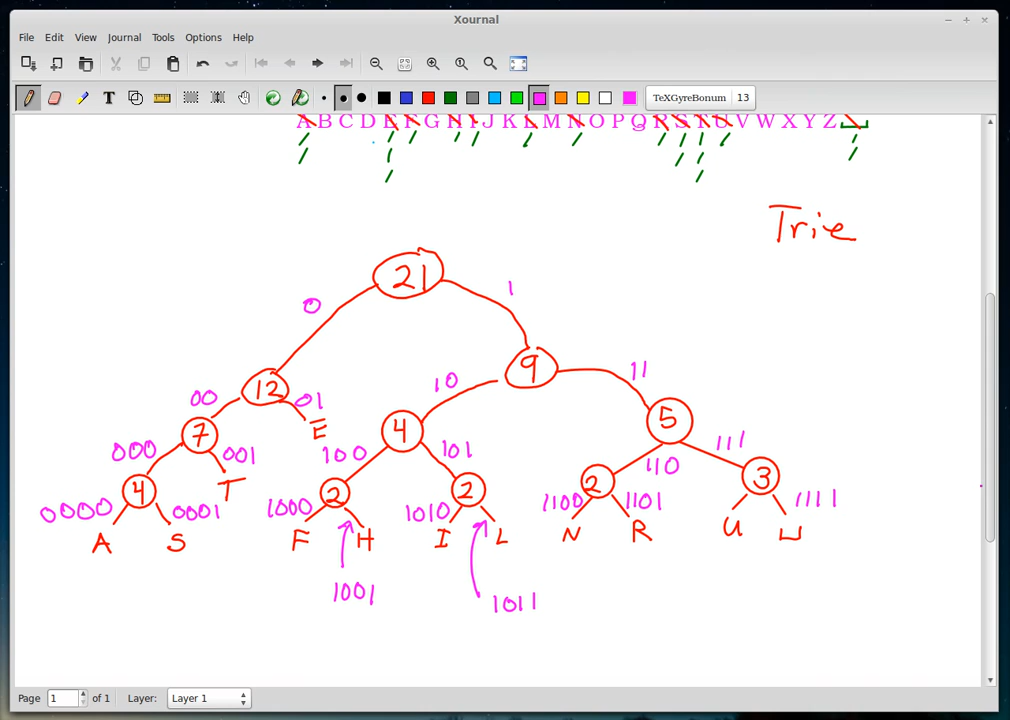 Xournal
File Edit View Journal Tools Options Help
T TeXGyreBonum 13
A B C D E F G H I J K L M N O P Q R S T U V W X Y Z
Trie
21
0 1
9
12
10 11
00 01
E
4 5
7
000 001
100 101
110 111
T
4
2 2 2 3
0000 0001
1000 1010
1100 1101 1111
A S F H I L N R U ␣
1001 1011
Page 1 of 1 Layer: Layer 1